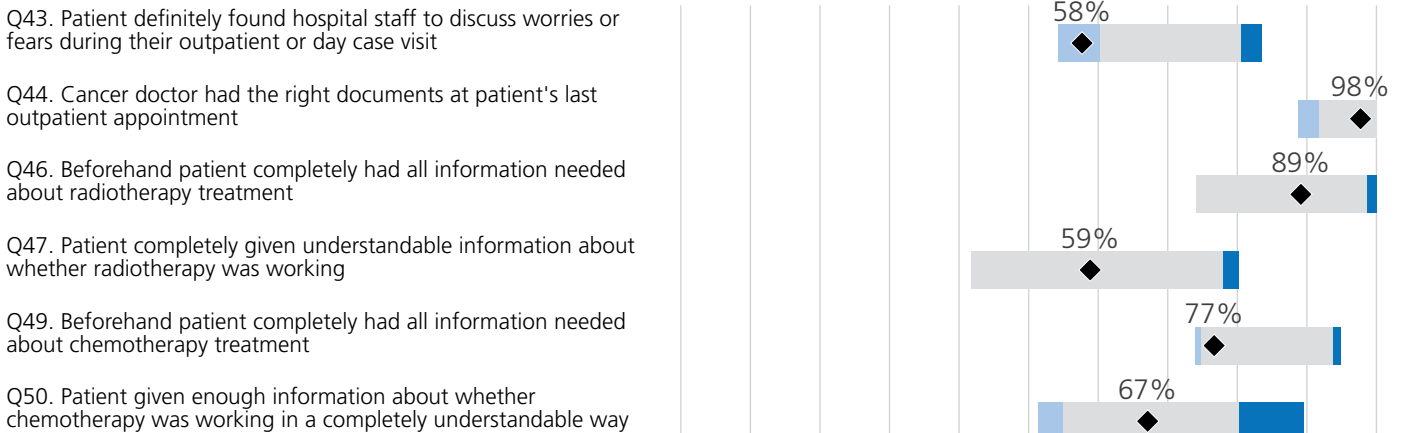 Q43. Patient definitely found hospital staff to discuss worries or
fears during their outpatient or day case visit
58%
Q44. Cancer doctor had the right documents at patient's last
outpatient appointment
98%
Q46. Beforehand patient completely had all information needed
about radiotherapy treatment
89%
Q47. Patient completely given understandable information about
whether radiotherapy was working
59%
Q49. Beforehand patient completely had all information needed
about chemotherapy treatment
77%
Q50. Patient given enough information about whether
chemotherapy was working in a completely understandable way
67%